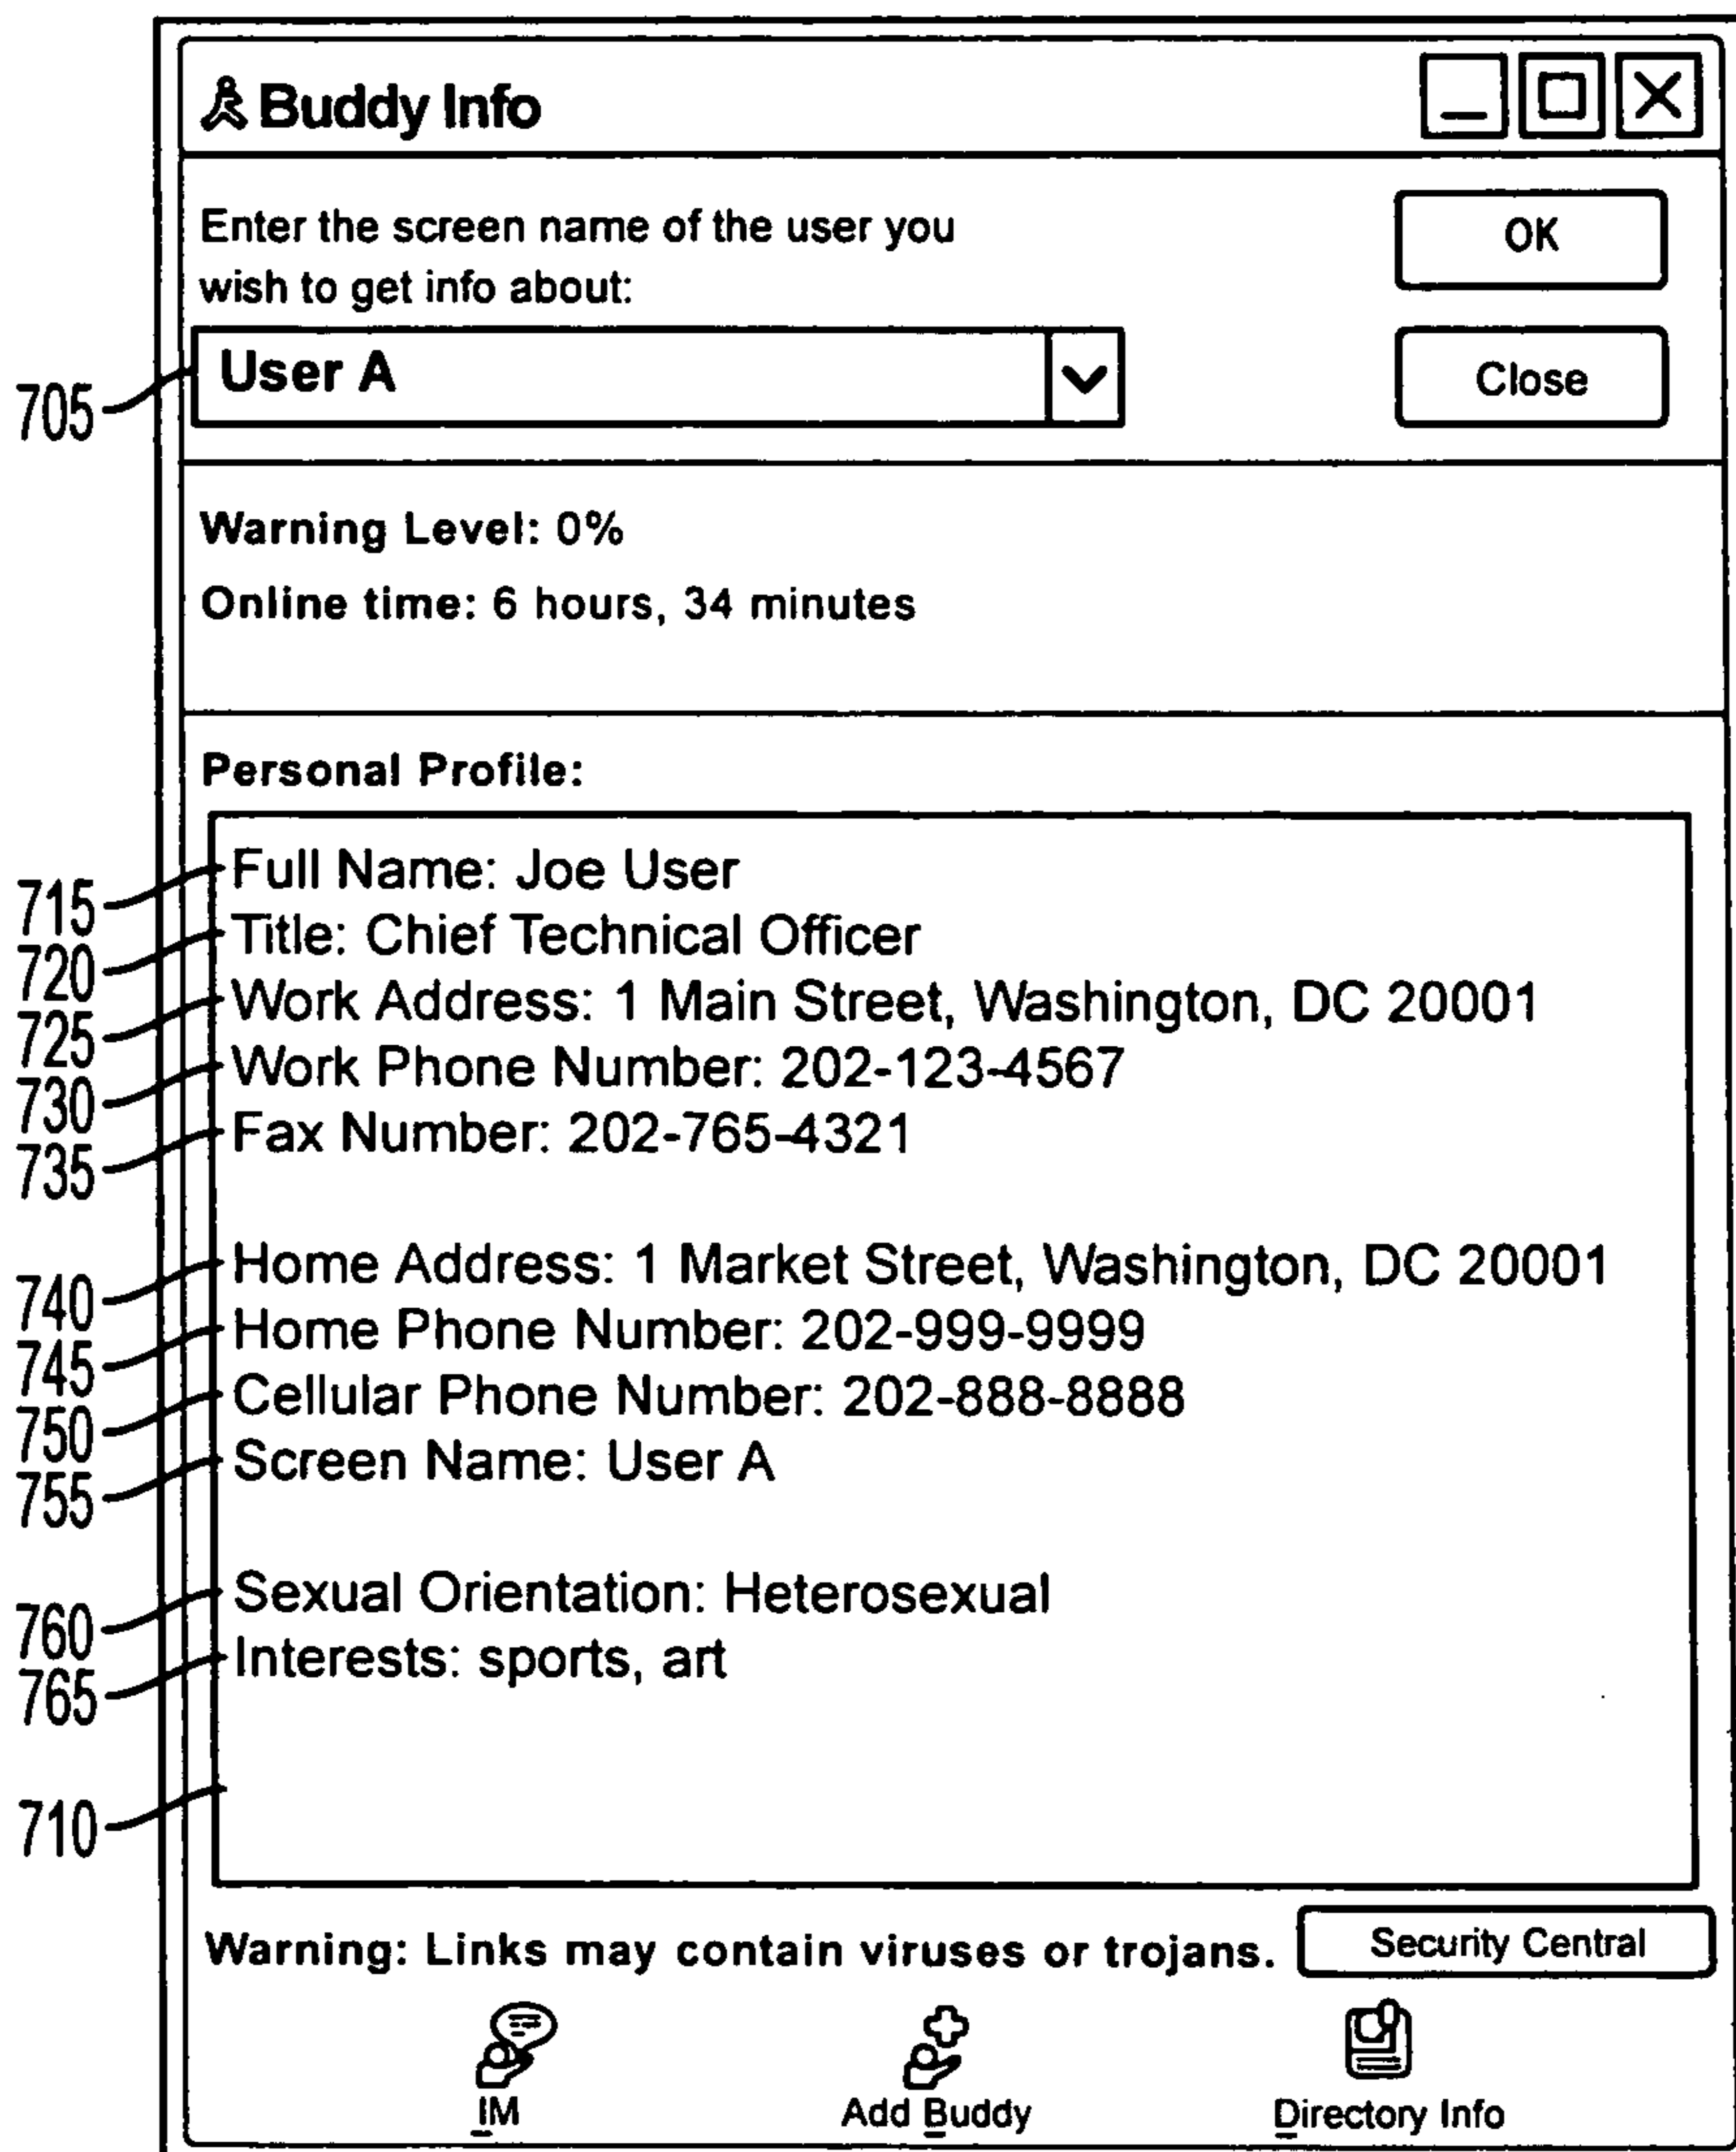 Buddy Info
Enter the screen name of the user you
wish to get info about:
OK
705
User A
Close
Warning Level: 0%
Online time: 6 hours, 34 minutes
Personal Profile:
715
Full Name: Joe User
720
Title: Chief Technical Officer
725
Work Address: 1 Main Street, Washington, DC 20001
730
Work Phone Number: 202-123-4567
735
Fax Number: 202-765-4321
740
Home Address: 1 Market Street, Washington, DC 20001
745
Home Phone Number: 202-999-9999
750
Cellular Phone Number: 202-888-8888
755
Screen Name: User A
760
Sexual Orientation: Heterosexual
765
Interests: sports, art
710
Warning: Links may contain viruses or trojans.
Security Central
IM
Add Buddy
Directory Info